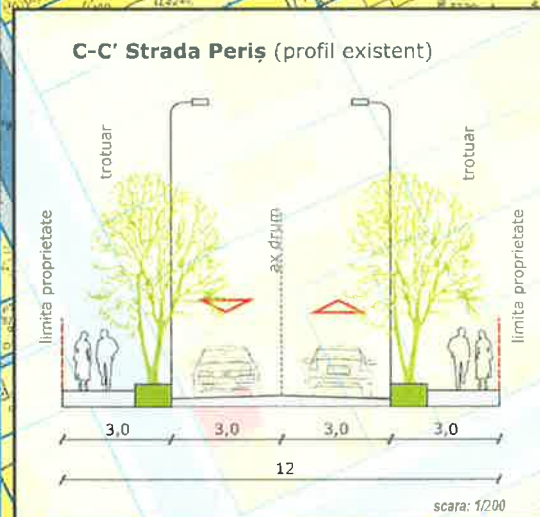 C-C' Strada Periș (profil existent)
trotuar
trotuar
limita proprietate
ax drum
limita proprietate
3,0 3,0 3,0 3,0
12
scara: 1/200